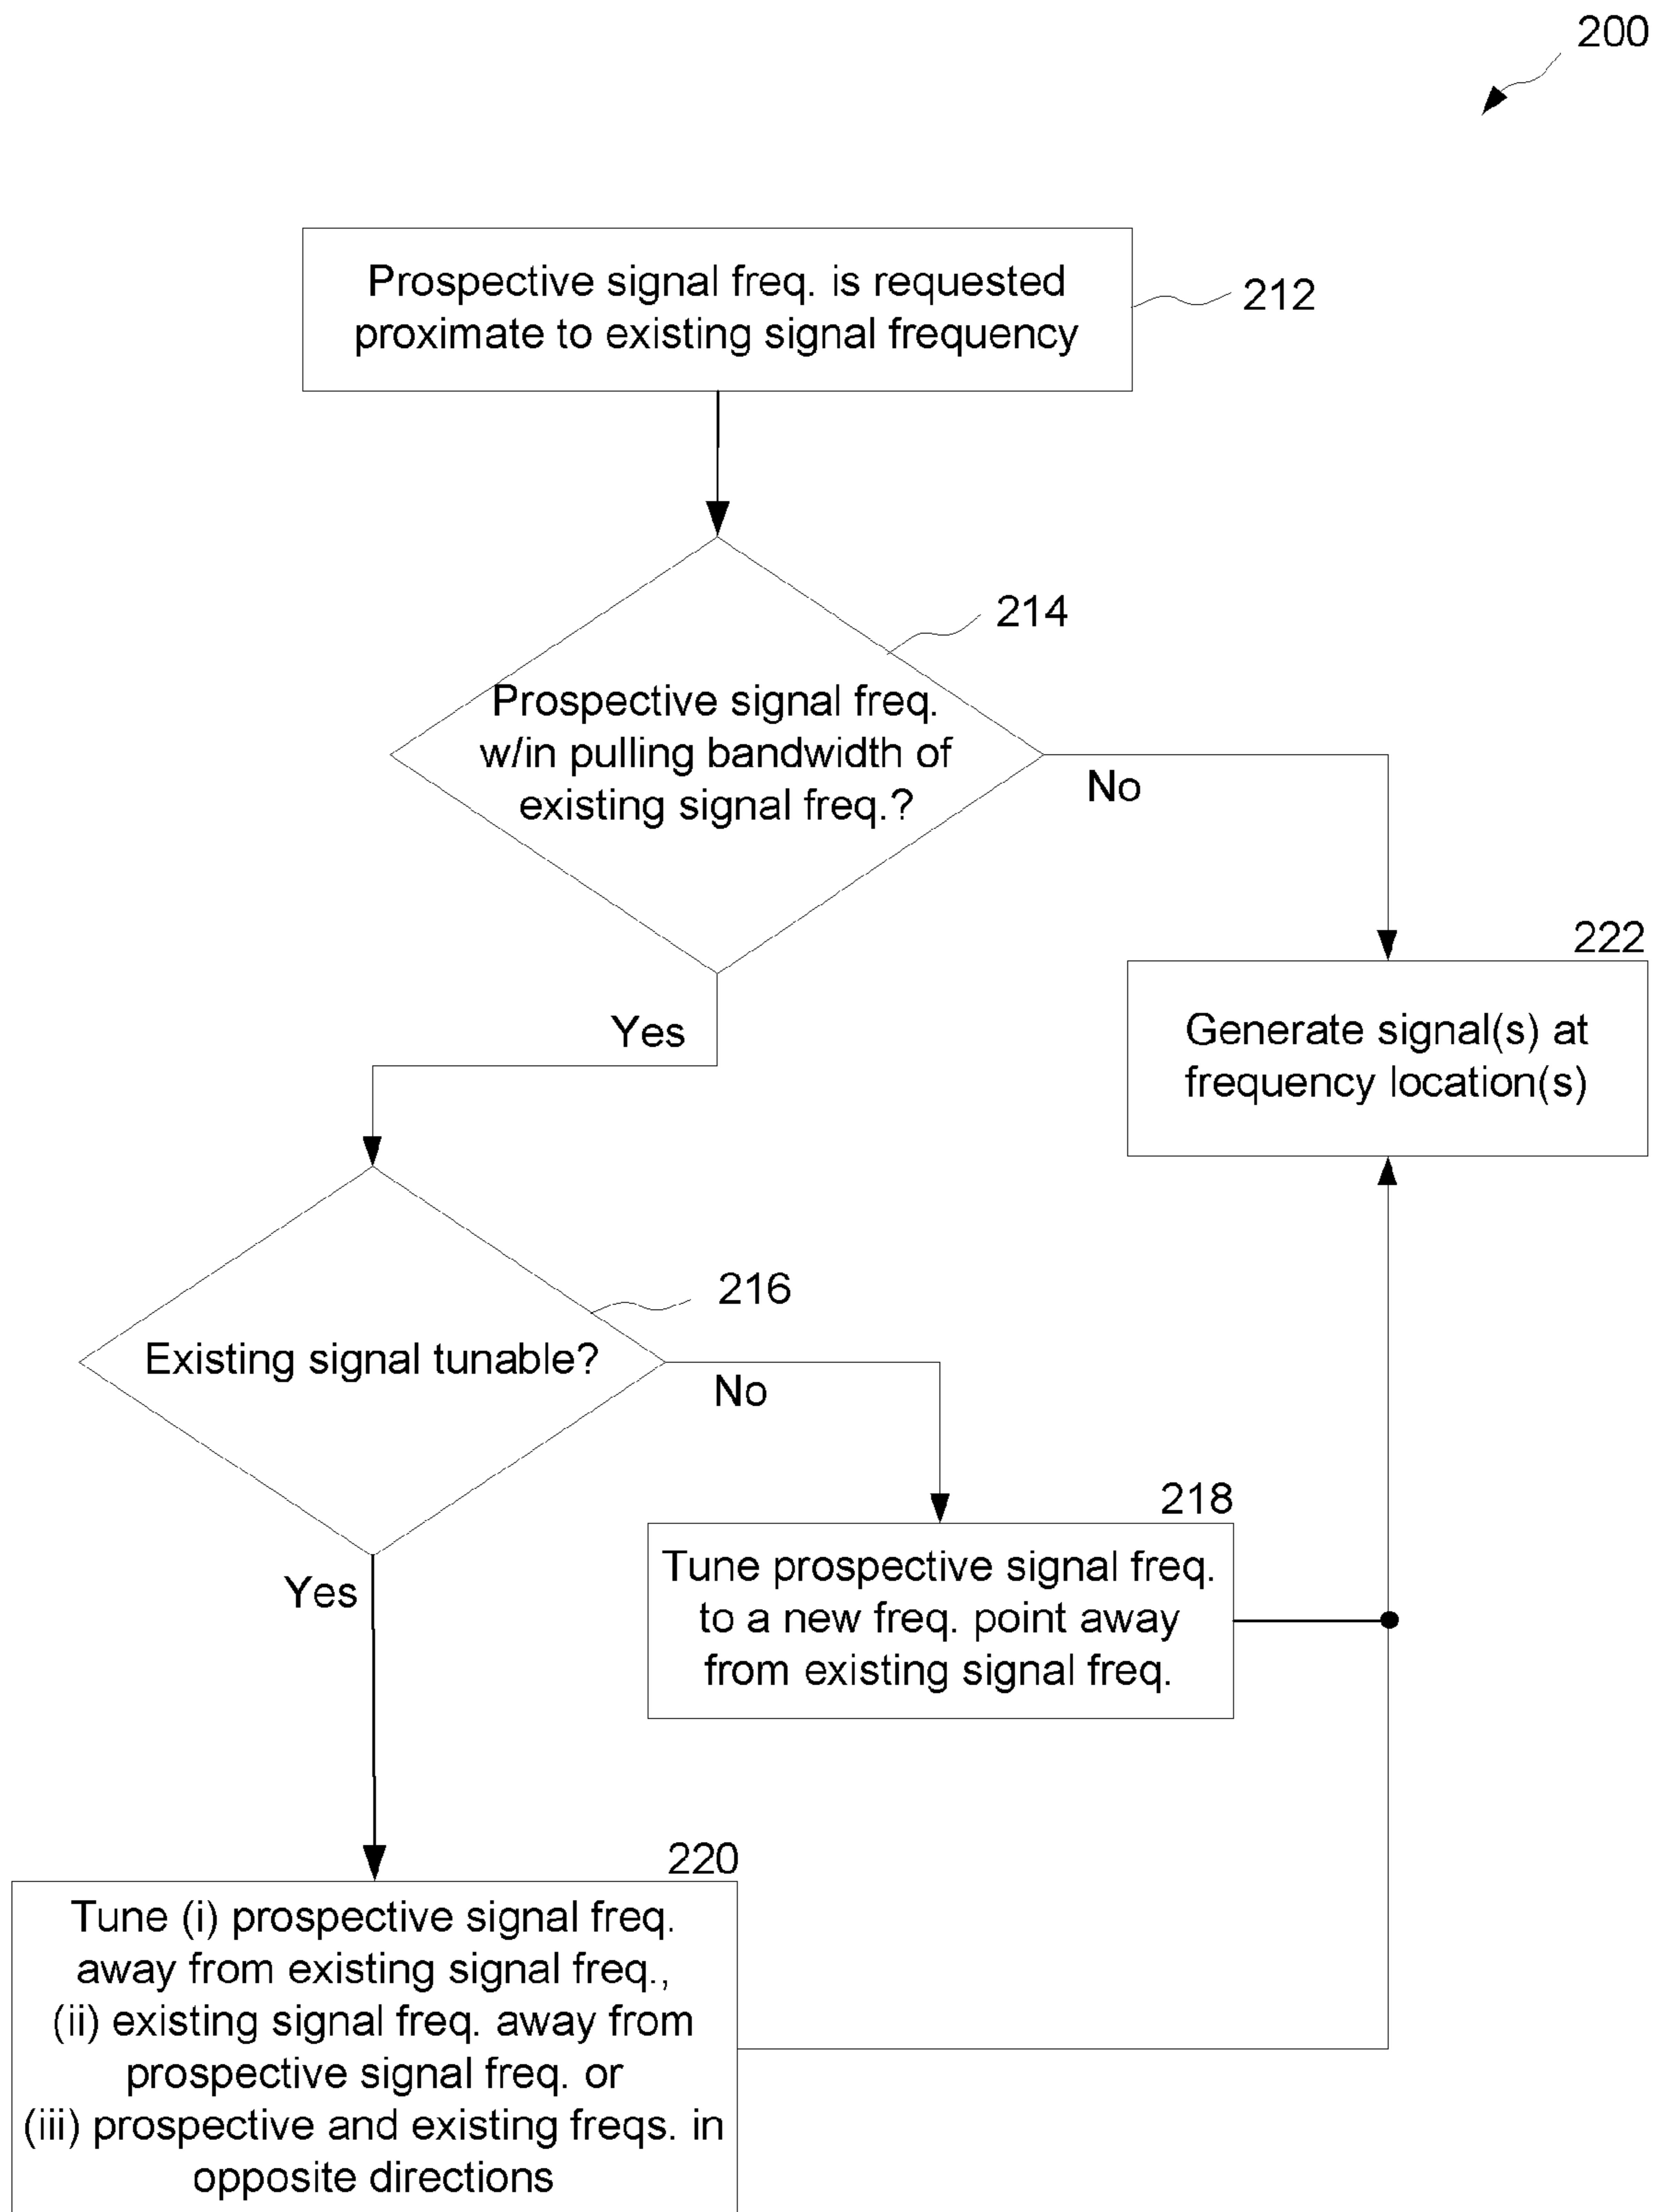 200
Prospective signal freq. is requested
proximate to existing signal frequency
212
214
Prospective signal freq.
w/in pulling bandwidth of
existing signal freq.?
No
Yes
222
Generate signal(s) at
frequency location(s)
216
Existing signal tunable?
No
Yes
218
Tune prospective signal freq.
to a new freq. point away
from existing signal freq.
220
Tune (i) prospective signal freq.
away from existing signal freq.,
(ii) existing signal freq. away from
prospective signal freq. or
(iii) prospective and existing freqs. in
opposite directions